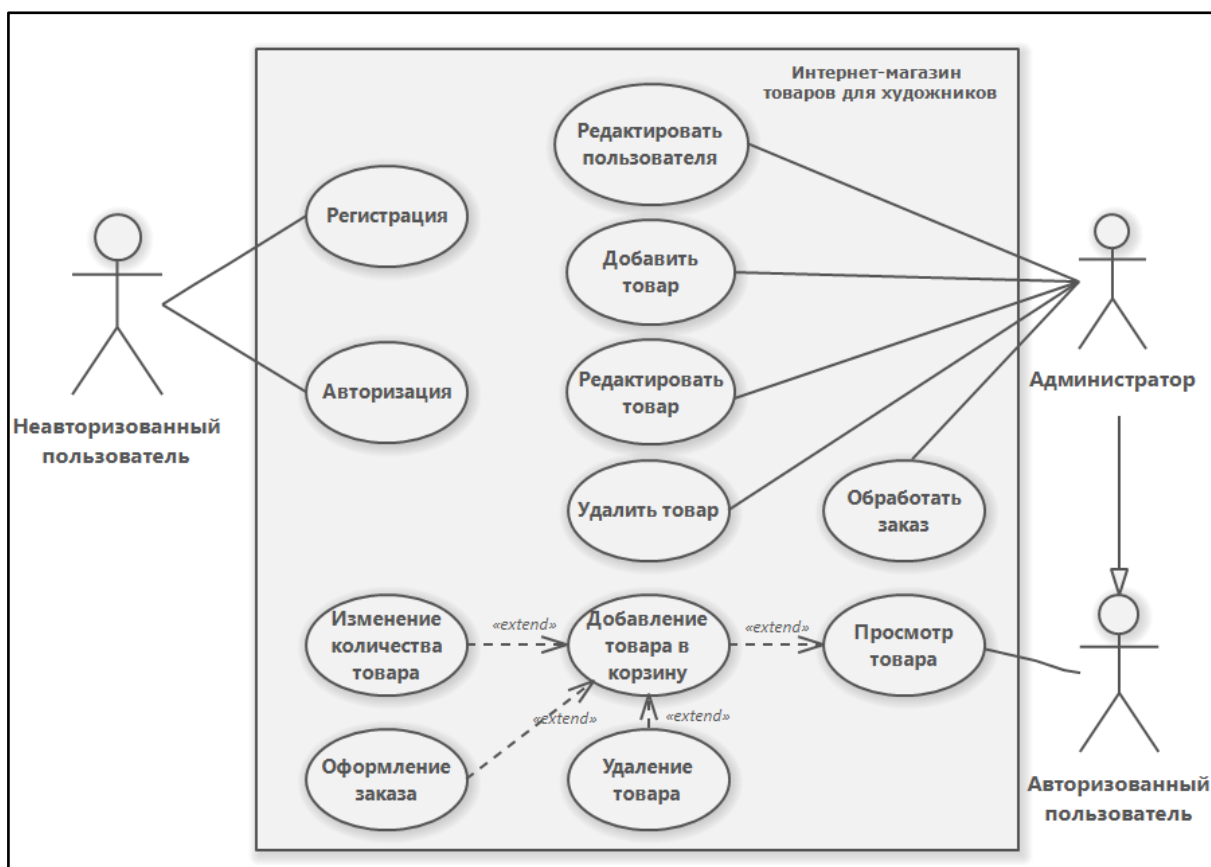 Интернет-магазин
товаров для художников
Редактировать
пользователя
Регистрация
Добавить
товар
Авторизация
Редактировать
товар
Администратор
Неавторизованный
пользователь
Удалить товар
Обработать
заказ
Изменение
количества
товара
«extend»
Добавление
товара в
корзину
«extend»
Просмотр
товара
«extend»
«extend»
Оформление
заказа
Удаление
товара
Авторизованный
пользователь